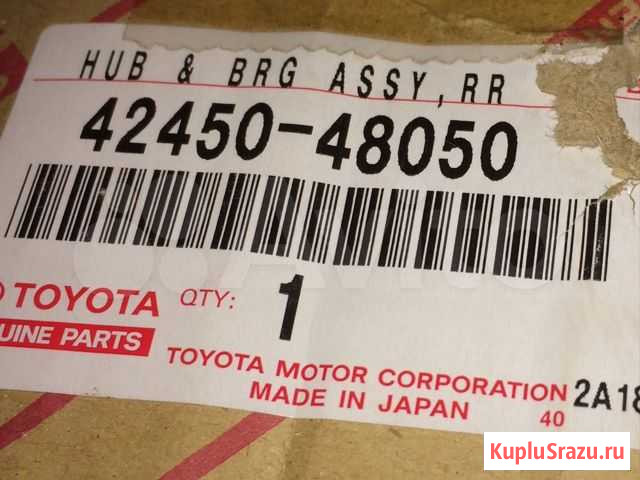 HUB & BRG ASSY,RR
42450-48050
TOYOTA QTY: 1
UINE PARTS
TOYOTA MOTOR CORPORATION 2A18
MADE IN JAPAN 40
Avito
KupluSrazu.ru